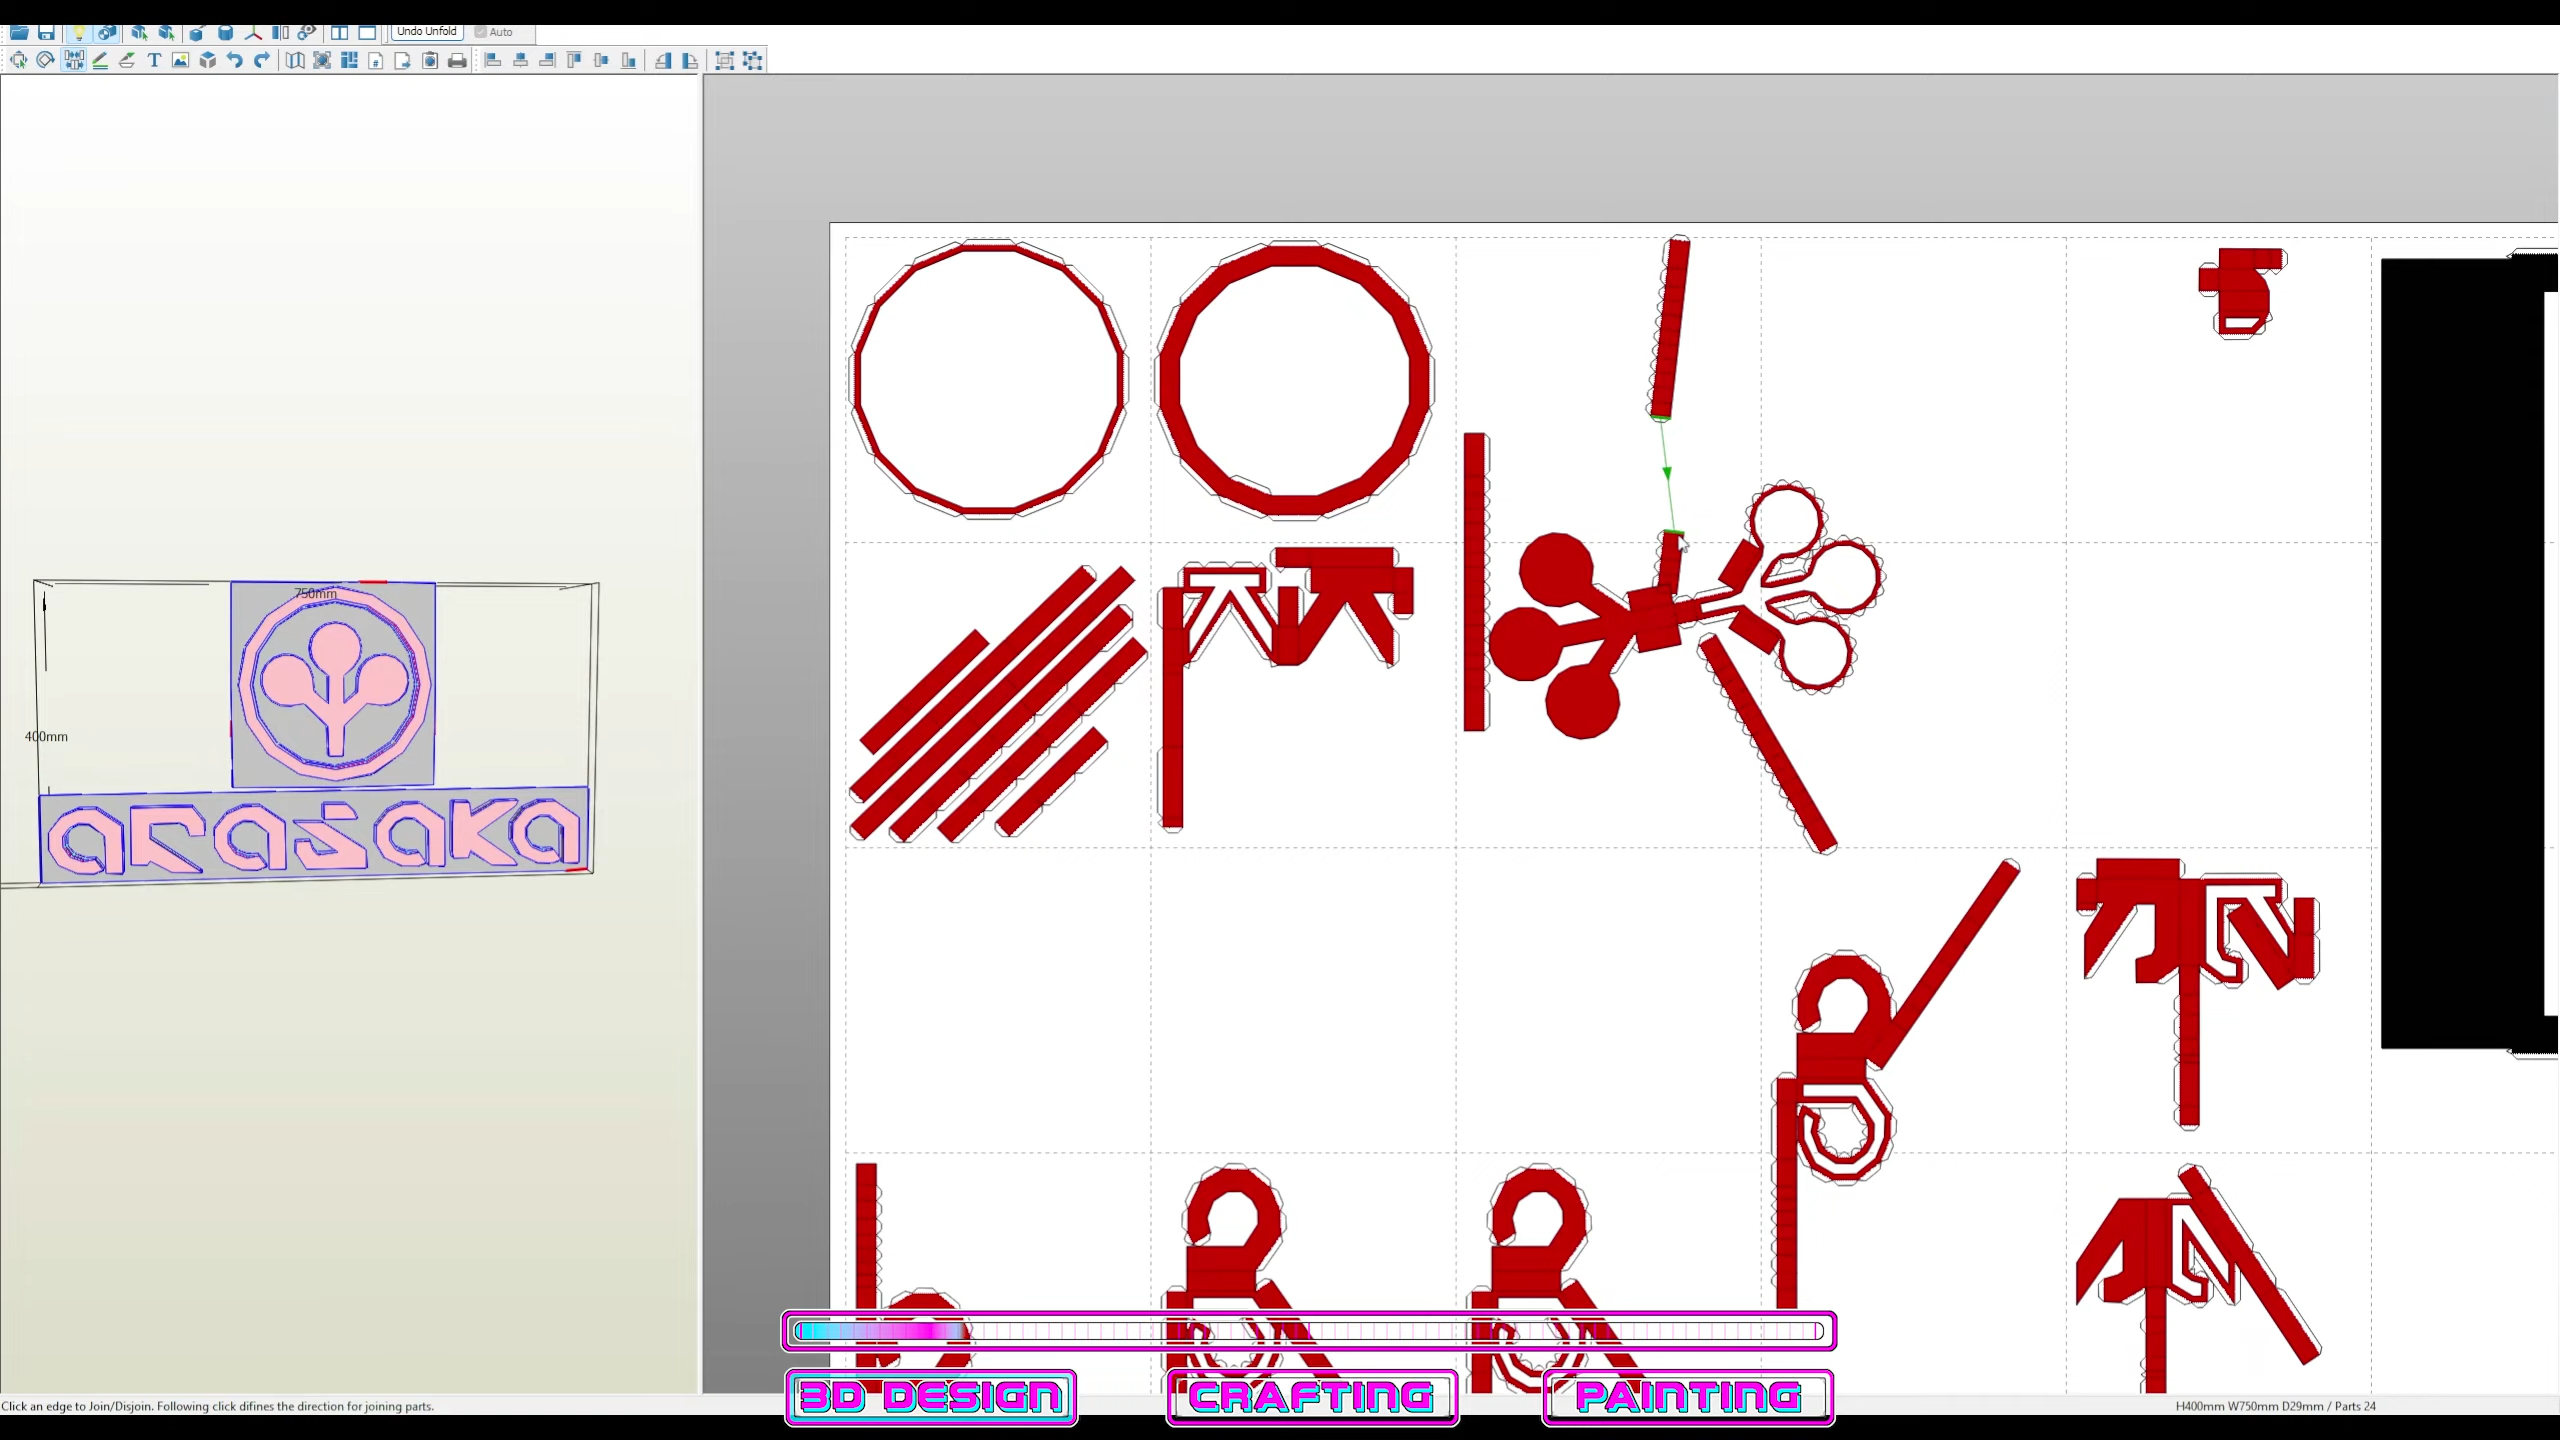 Undo Unfold Auto
750mm
400mm
arasaka
3D DESIGN CRAFTING PAINTING
Click an edge to Join/Disjoin. Following click difines the direction for joining parts.
H400mm W750mm D29mm / Parts 24